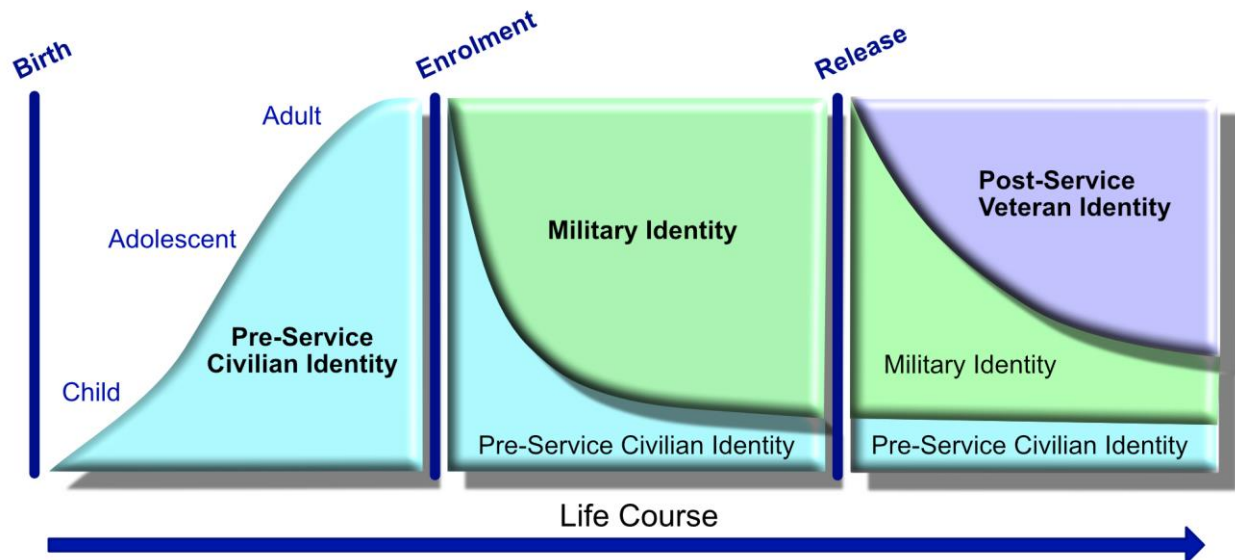 Birth
Enrolment
Release
Adult
Adolescent
Child
Pre-Service
Civilian Identity
Military Identity
Pre-Service Civilian Identity
Post-Service
Veteran Identity
Military Identity
Pre-Service Civilian Identity
Life Course